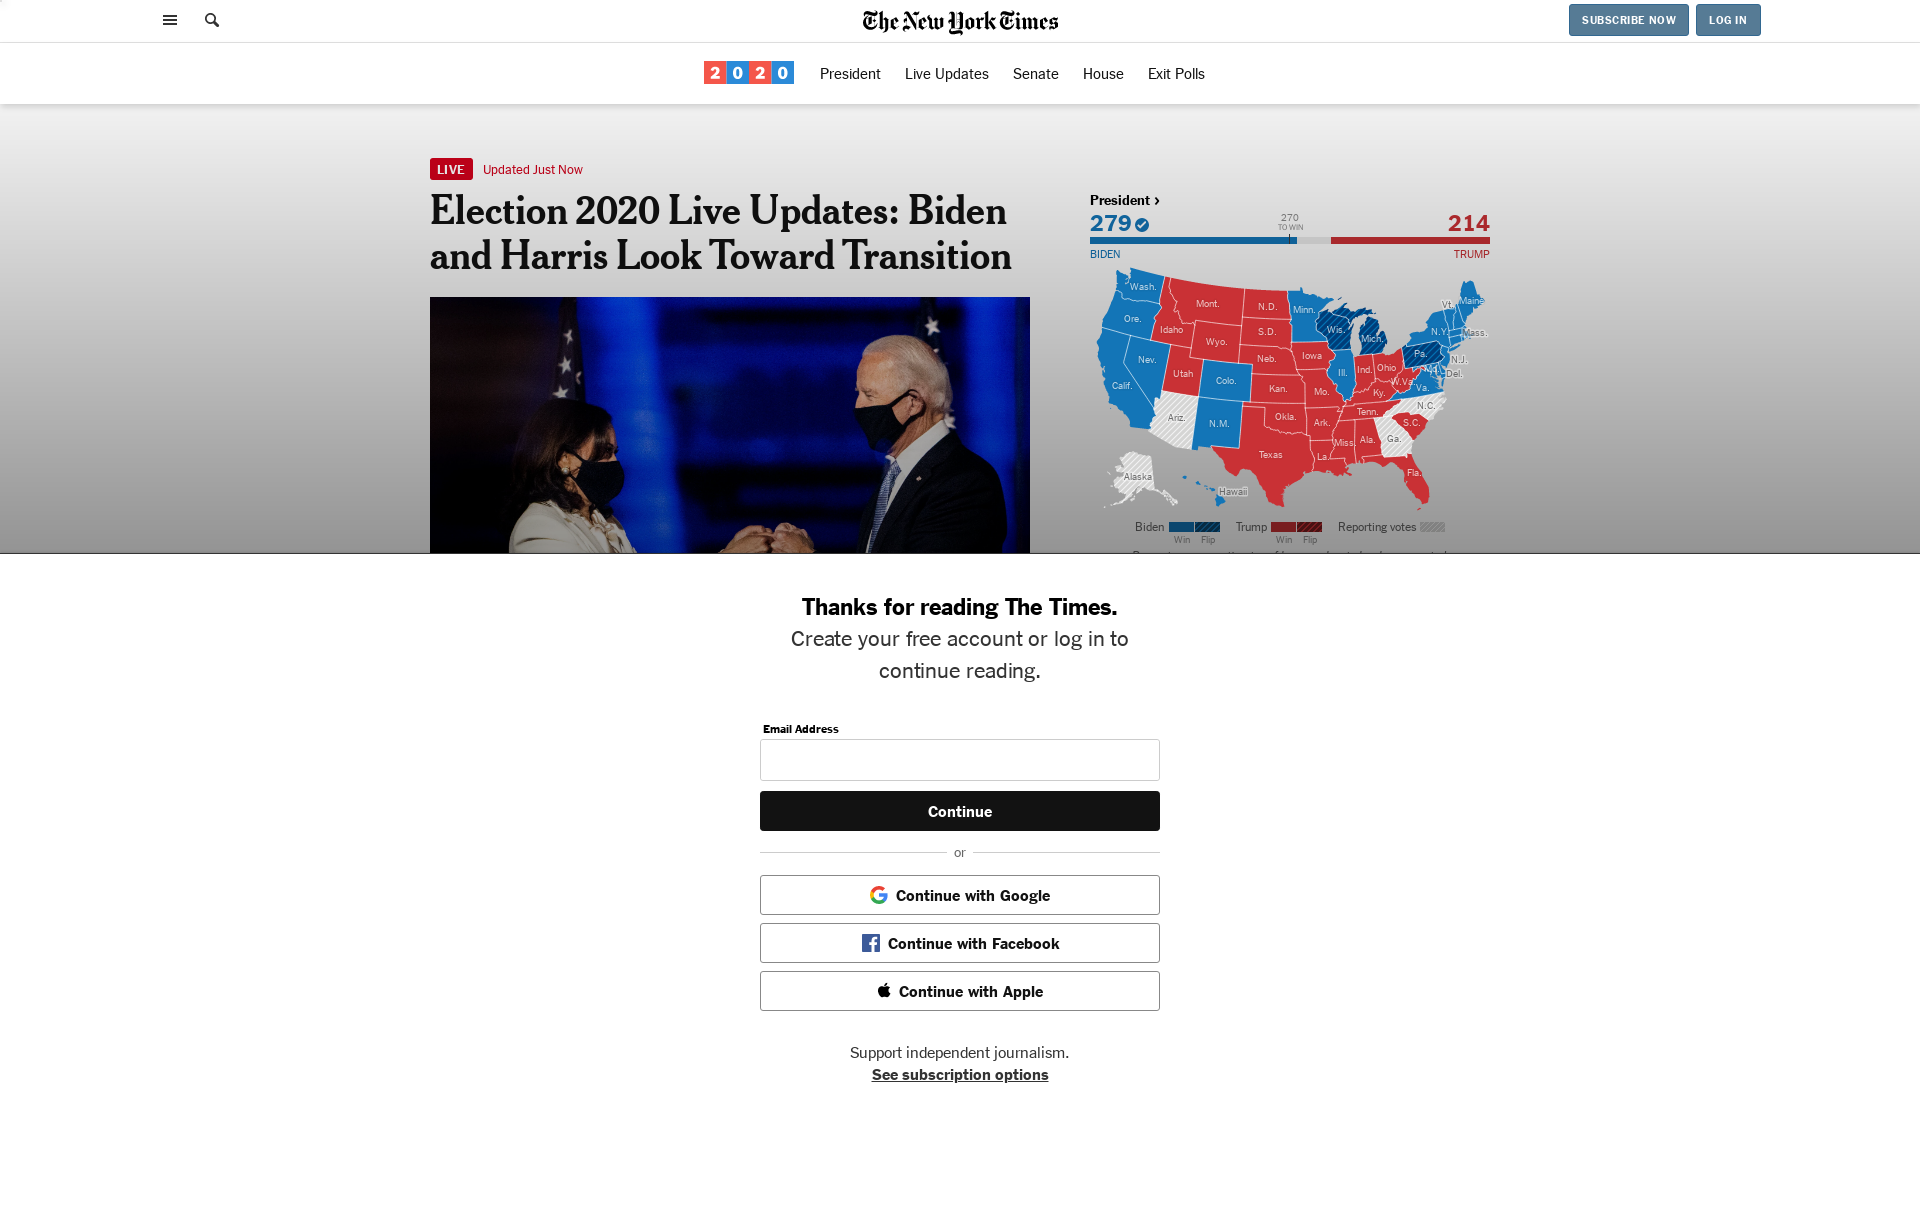 The New York Times
SUBSCRIBE NOW
LOG IN
2020
President
Live Updates
Senate
House
Exit Polls
LIVE
Updated Just Now
Election 2020 Live Updates: Biden
and Harris Look Toward Transition
President ›
279
270
TO WIN
214
BIDEN
TRUMP
Wash.
Mont.
N.D.
Minn.
Vt.
Maine
Ore.
Idaho
S.D.
Wis.
Mich.
N.Y.
Mass.
Wyo.
Nev.
Neb.
Iowa
Pa.
N.J.
Calif.
Utah
Colo.
Kan.
Mo.
Ill.
Ind.
Ohio
W.Va.
Va.
Md.
Del.
Ky.
Ariz.
N.M.
Okla.
Ark.
Tenn.
N.C.
S.C.
Texas
La.
Miss.
Ala.
Ga.
Fla.
Alaska
Hawaii
Biden
Trump
Reporting votes
Win
Flip
Win
Flip
Thanks for reading The Times.
Create your free account or log in to
continue reading.
Email Address
Continue
or
Continue with Google
Continue with Facebook
Continue with Apple
Support independent journalism.
See subscription options